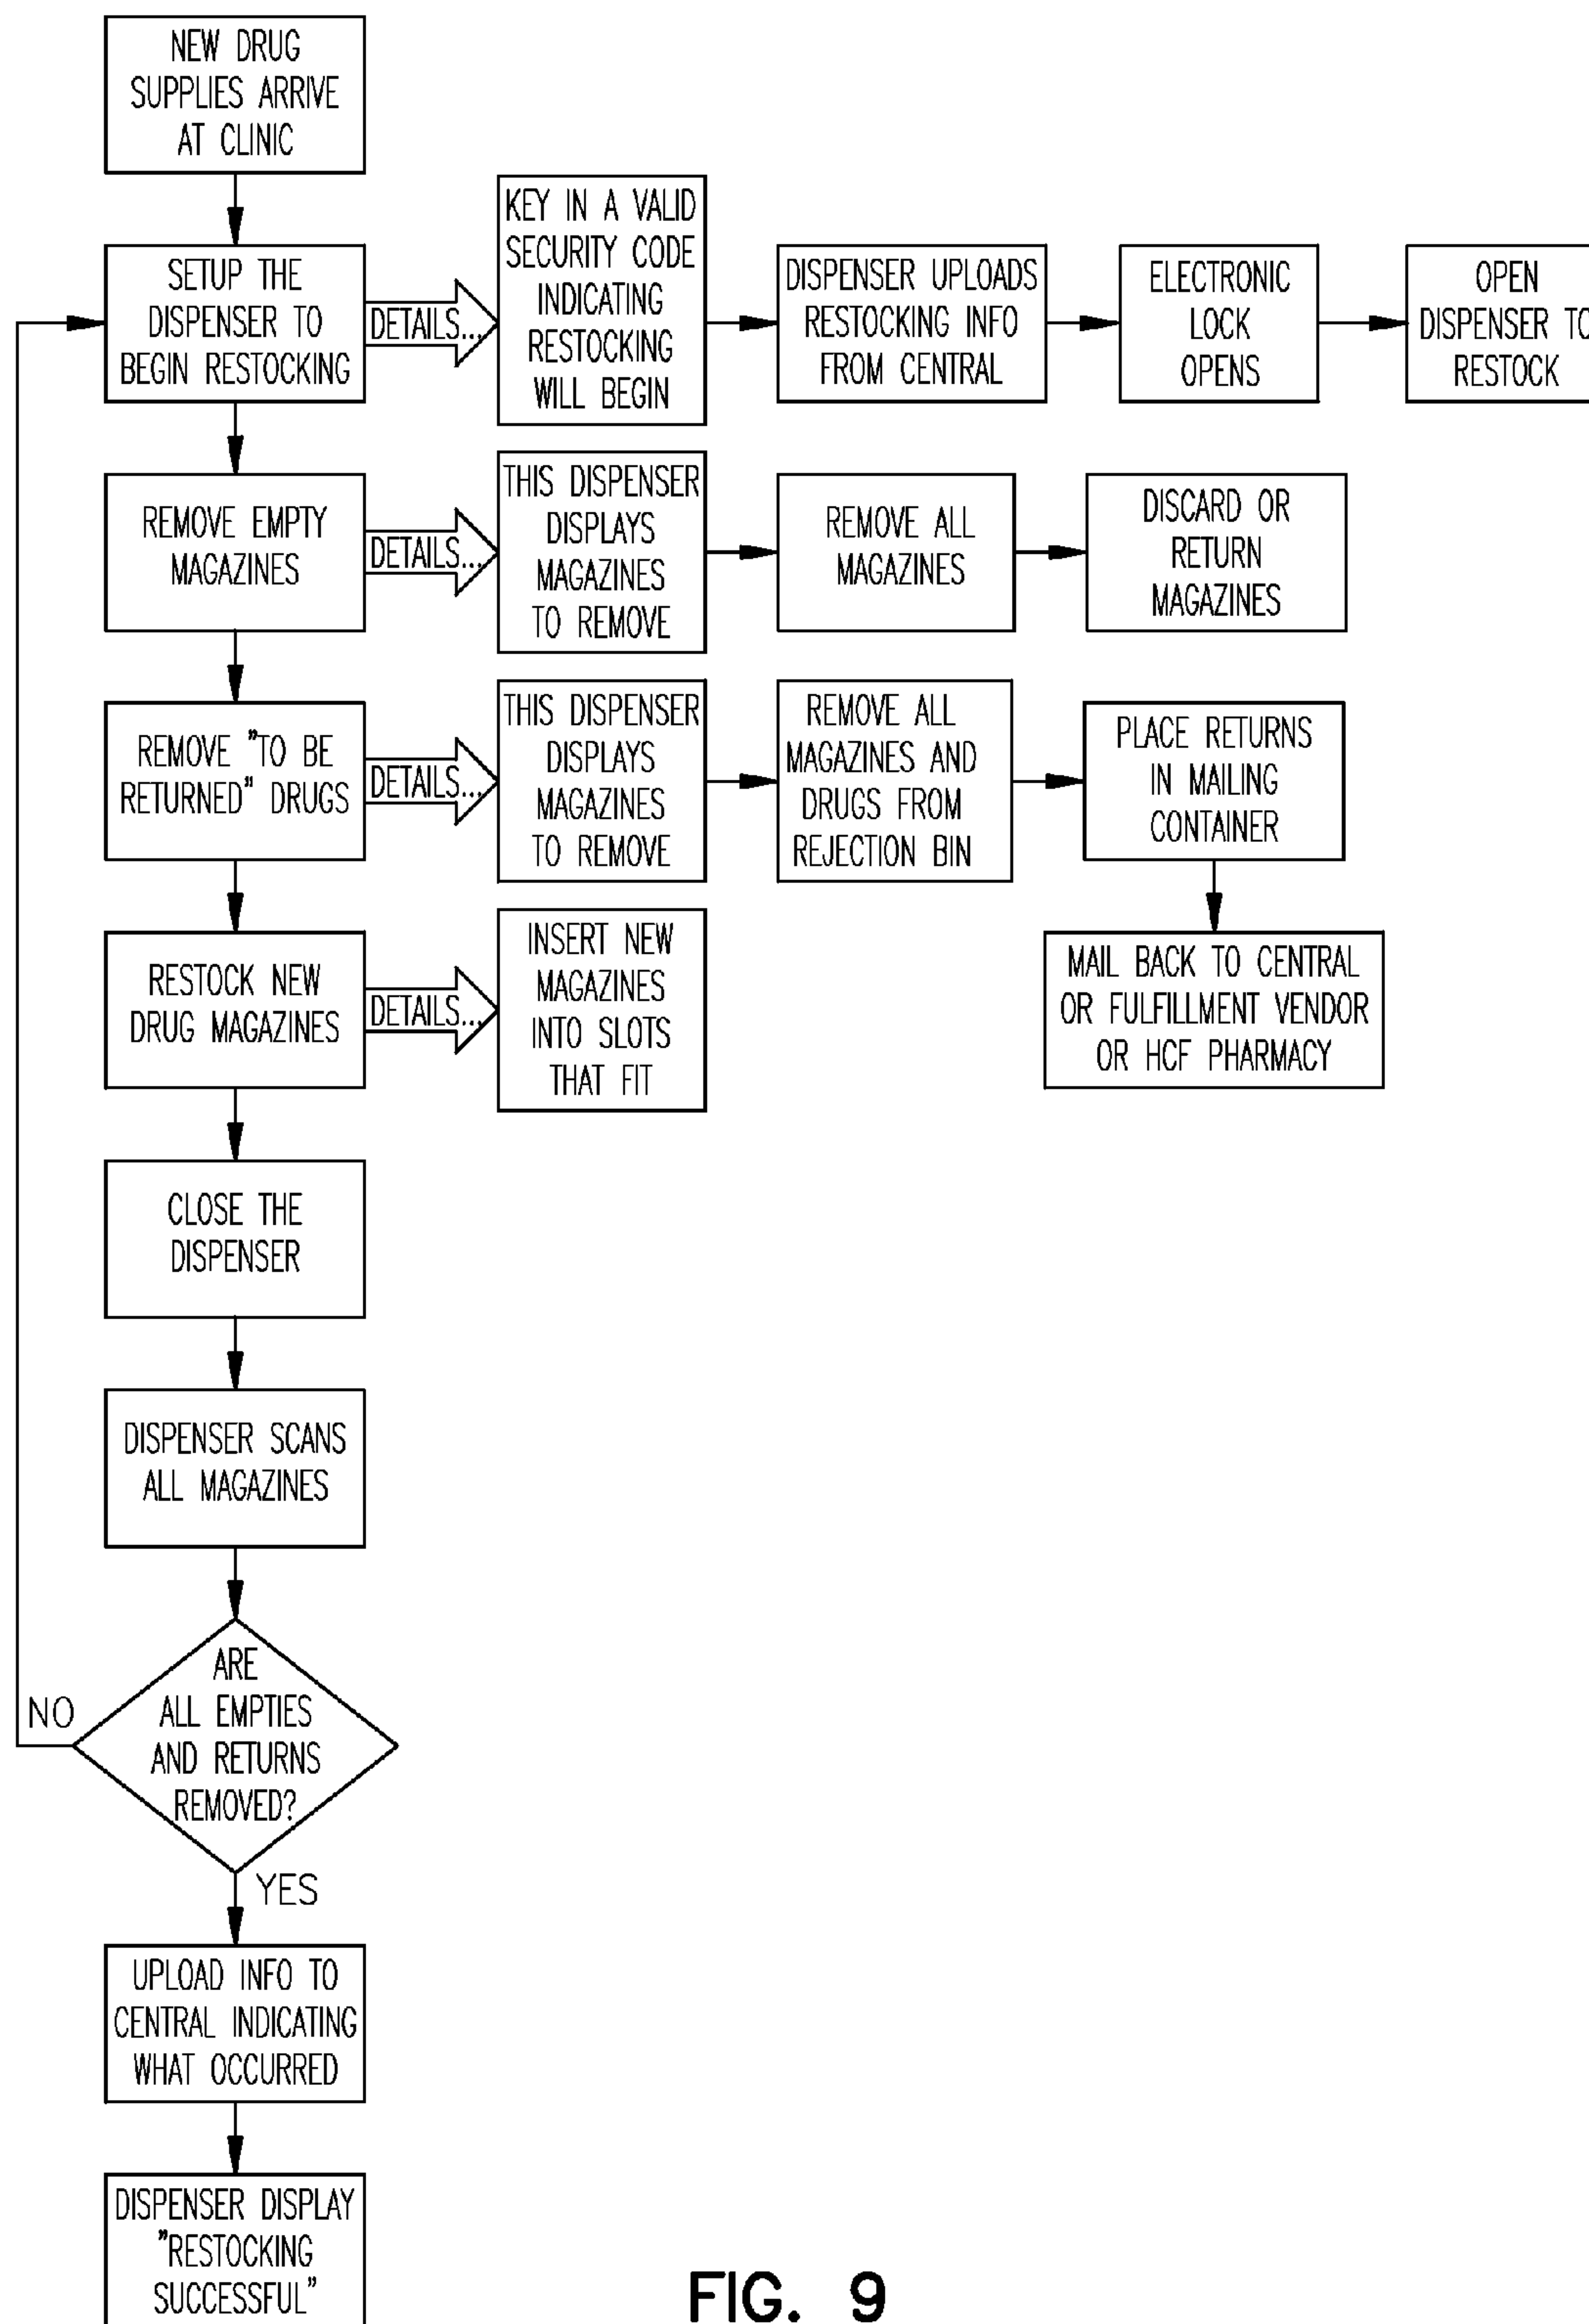 NEW DRUG
SUPPLIES ARRIVE
AT CLINIC
SETUP THE
DISPENSER TO
BEGIN RESTOCKING
DETAILS...
KEY IN A VALID
SECURITY CODE
INDICATING
RESTOCKING
WILL BEGIN
DISPENSER UPLOADS
RESTOCKING INFO
FROM CENTRAL
ELECTRONIC
LOCK
OPENS
OPEN
DISPENSER TO
RESTOCK
REMOVE EMPTY
MAGAZINES
DETAILS...
THIS DISPENSER
DISPLAYS
MAGAZINES
TO REMOVE
REMOVE ALL
MAGAZINES
DISCARD OR
RETURN
MAGAZINES
REMOVE "TO BE
RETURNED" DRUGS
DETAILS...
THIS DISPENSER
DISPLAYS
MAGAZINES
TO REMOVE
REMOVE ALL
MAGAZINES AND
DRUGS FROM
REJECTION BIN
PLACE RETURNS
IN MAILING
CONTAINER
MAIL BACK TO CENTRAL
OR FULFILLMENT VENDOR
OR HCF PHARMACY
RESTOCK NEW
DRUG MAGAZINES
DETAILS...
INSERT NEW
MAGAZINES
INTO SLOTS
THAT FIT
CLOSE THE
DISPENSER
DISPENSER SCANS
ALL MAGAZINES
ARE
ALL EMPTIES
AND RETURNS
REMOVED?
NO
YES
UPLOAD INFO TO
CENTRAL INDICATING
WHAT OCCURRED
DISPENSER DISPLAY
"RESTOCKING
SUCCESSFUL"
FIG. 9